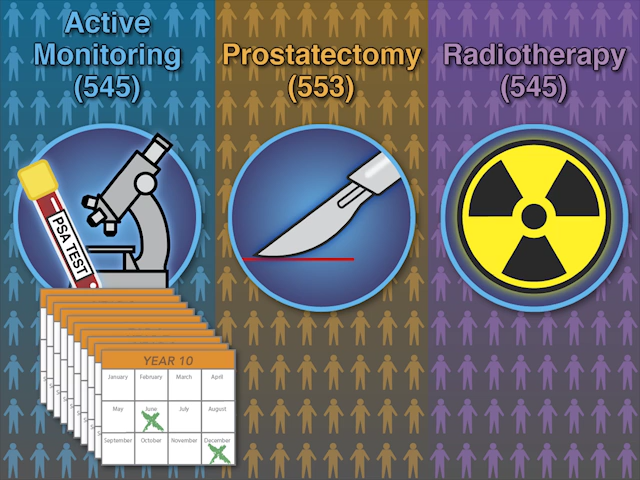 Active
Monitoring
(545)
Prostatectomy
(553)
Radiotherapy
(545)
PSA TEST
YEAR 10
January February March April
May June July August
September October November December